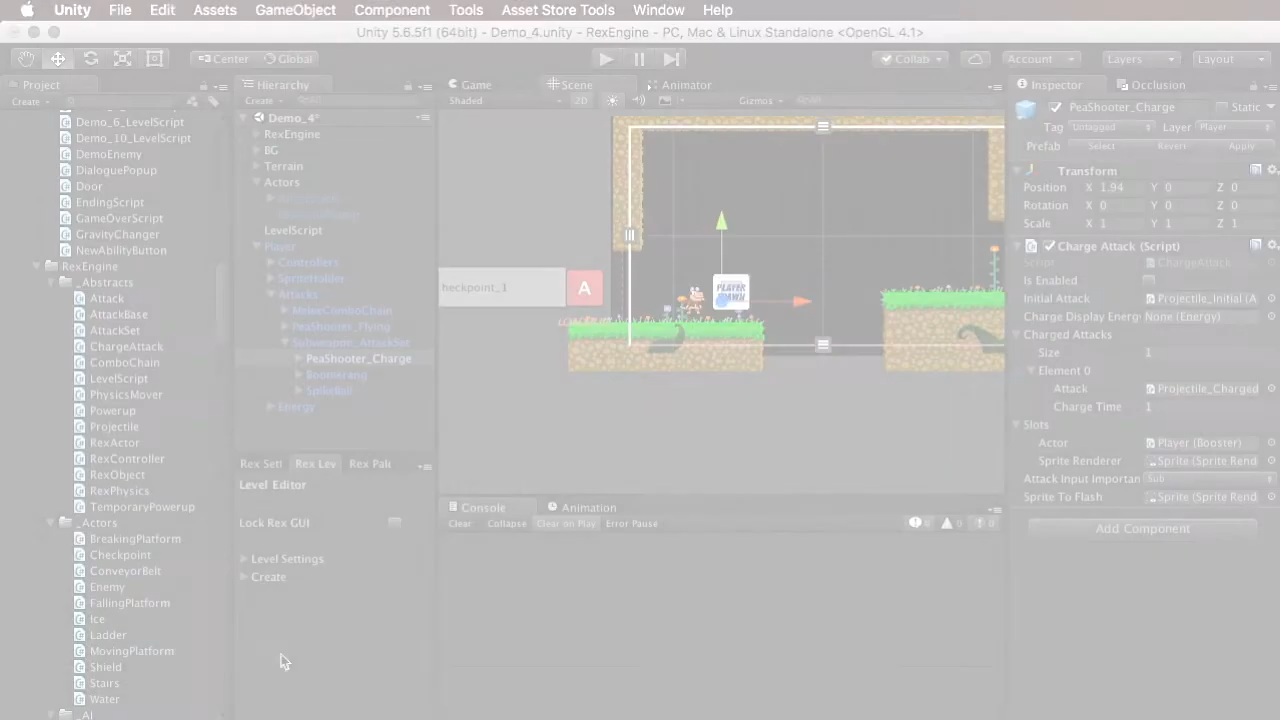 Unity File Edit Assets GameObject Component Tools Asset Store Tools Window Help
Unity 5.6.5f1 (64bit) - Demo_4.unity - RexEngine - PC, Mac & Linux Standalone <OpenGL 4.1>
Center Global Collab Account Layers Layout
Project
Create
Demo_6_LevelScript
Demo_10_LevelScript
DemoEnemy
DialoguePopup
Door
EndingScript
GameOverScript
GravityChanger
NewAbilityButton
RexEngine
_Abstracts
Attack
AttackBase
AttackSet
ChargeAttack
ComboChain
LevelScript
PhysicsMover
Powerup
Projectile
RexActor
RexController
RexObject
RexPhysics
TemporaryPowerup
_Actors
BreakingPlatform
Checkpoint
ConveyorBelt
Enemy
FallingPlatform
Ice
Ladder
MovingPlatform
Shield
Stairs
Water
_AI
Hierarchy
Create
Demo_4*
RexEngine
BG
Terrain
Actors
LevelScript
Player
Controllers
SpriteHolder
Attacks
MeleeComboChain
PeaShooter_Flying
Subweapon_AttackSet
PeaShooter_Charge
Boomerang
SpikeBall
Energy
Rex Sett Rex Lev Rex Pale
Level Editor
Lock Rex GUI
Level Settings
Create
Game Scene Animator
Shaded 2D Gizmos
heckpoint_1 A
PLAYER SPAWN
Console Animation
Clear Collapse Clear on Play Error Pause 0 0 0
Inspector Occlusion
PeaShooter_Charge Static
Tag Untagged Layer Player
Prefab Select Revert Apply
Transform
Position X 1.94 Y 0 Z 0
Rotation X 0 Y 0 Z 0
Scale X 1 Y 1 Z 1
Charge Attack (Script)
Script ChargeAttack
Is Enabled
Initial Attack Projectile_Initial (A
Charge Display Energy None (Energy)
Charged Attacks
Size 1
Element 0
Attack Projectile_Charged
Charge Time 1
Slots
Actor Player (Booster)
Sprite Renderer Sprite (Sprite Rend
Attack Input Importan Sub
Sprite To Flash Sprite (Sprite Rend
Add Component